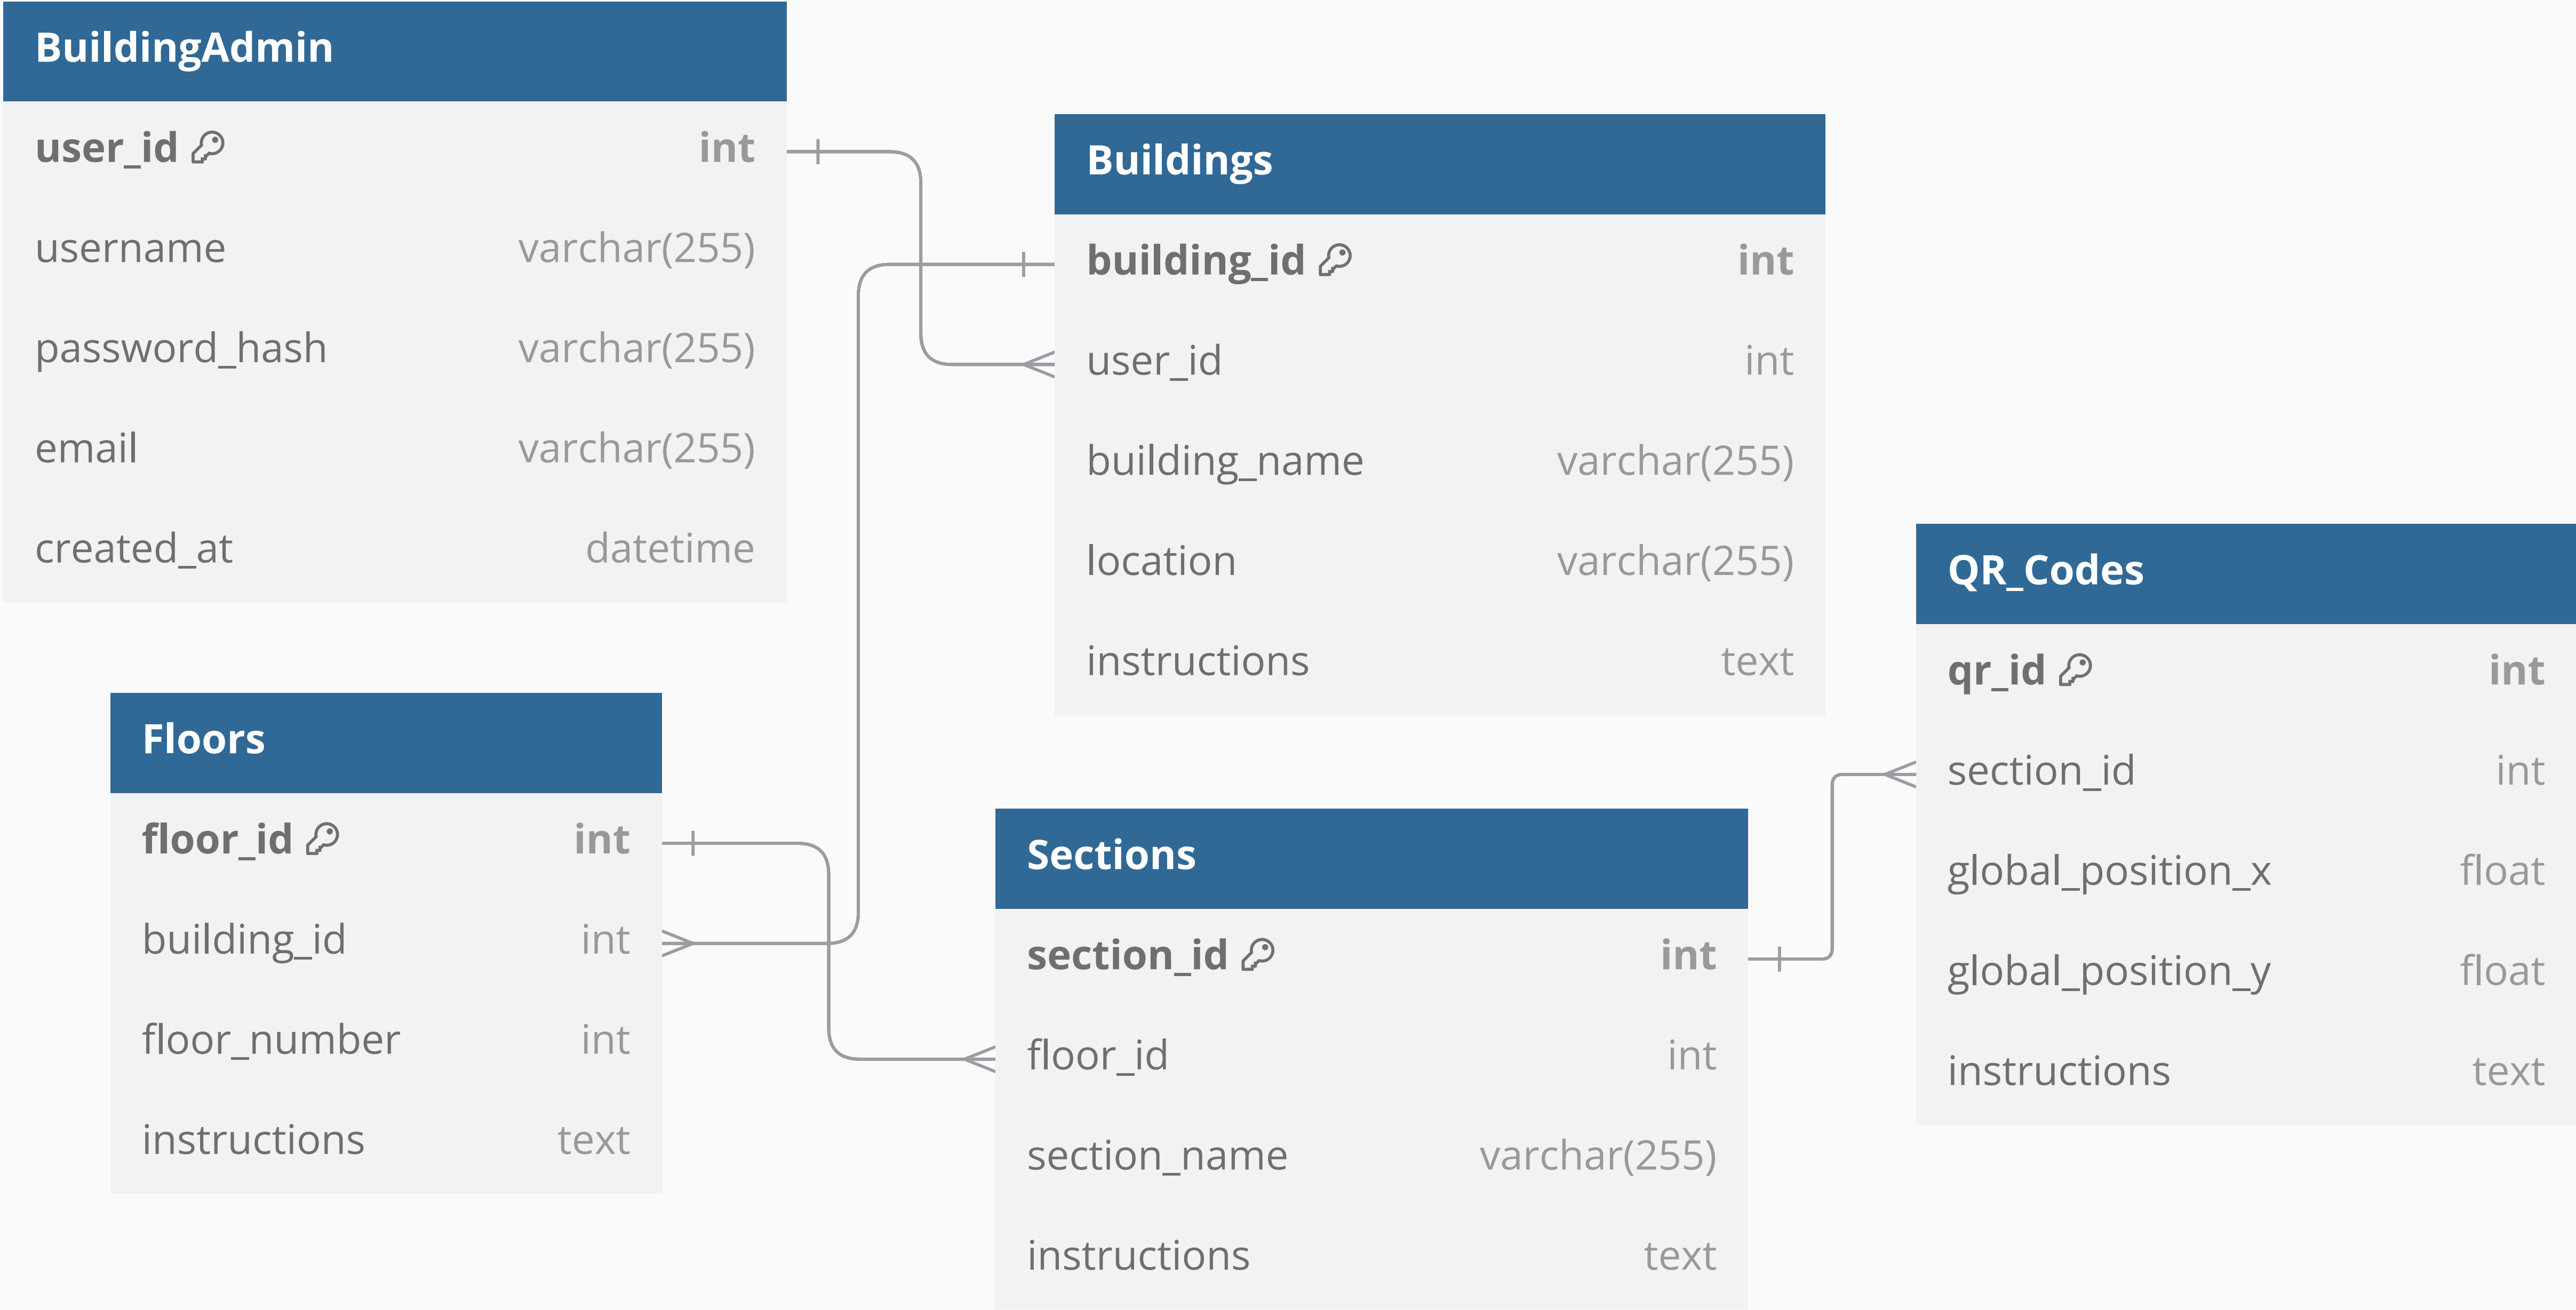 BuildingAdmin
user_id int
username varchar(255)
password_hash varchar(255)
email varchar(255)
created_at datetime
Buildings
building_id int
user_id int
building_name varchar(255)
location varchar(255)
instructions text
Floors
floor_id int
building_id int
floor_number int
instructions text
Sections
section_id int
floor_id int
section_name varchar(255)
instructions text
QR_Codes
qr_id int
section_id int
global_position_x float
global_position_y float
instructions text